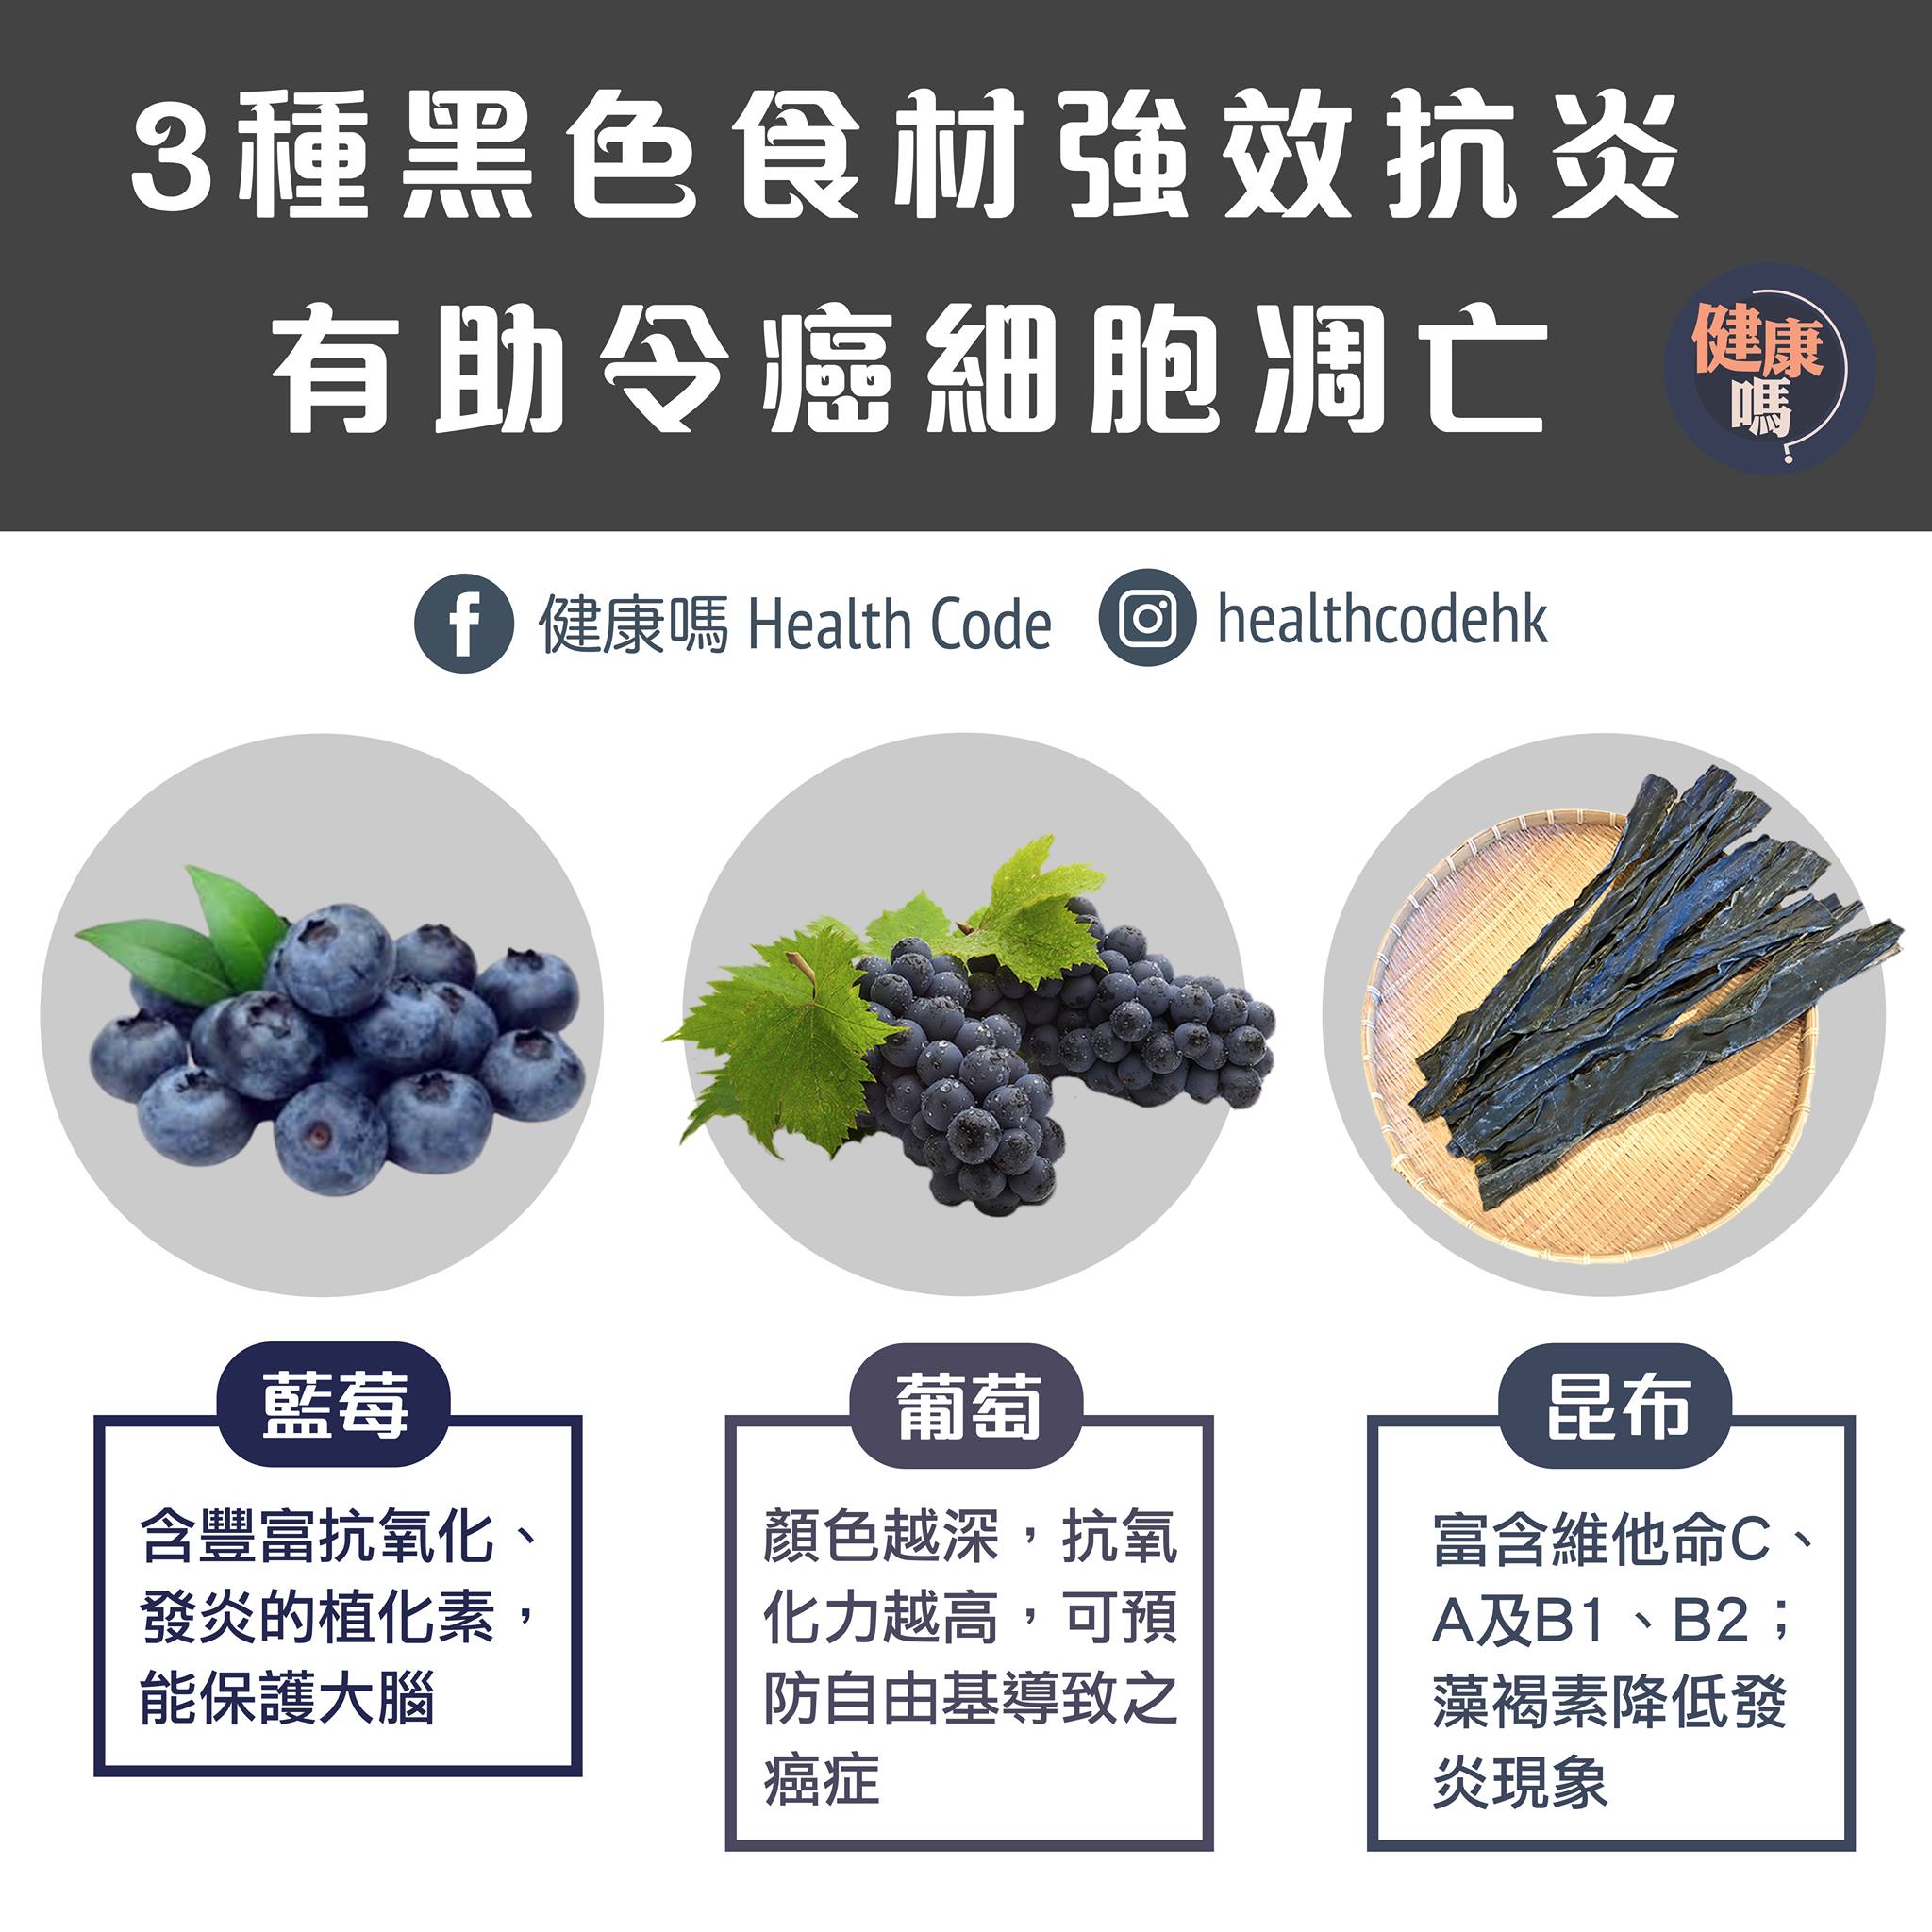 3種黑色食材強效抗炎
有助令癌細胞凋亡
健康
嗎
健康嗎 Health Code
healthcodehk
藍莓
含豐富抗氧化、
發炎的植化素，
能保護大腦
葡萄
顏色越深，抗氧
化力越高，可預
防自由基導致之
癌症
昆布
富含維他命C、
A及B1、B2；
藻褐素降低發
炎現象